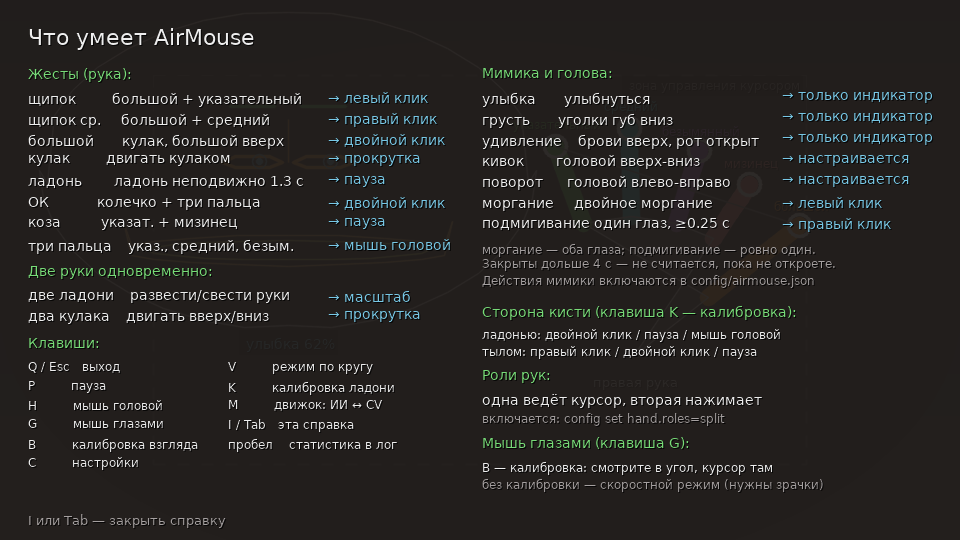 Что умеет AirMouse
Жесты (рука):
щипок большой + указательный → левый клик
щипок ср. большой + средний → правый клик
большой кулак, большой вверх → двойной клик
кулак двигать кулаком → прокрутка
ладонь ладонь неподвижно 1.3 с → пауза
ОК колечко + три пальца → двойной клик
коза указат. + мизинец → пауза
три пальца указ., средний, безым. → мышь головой
Две руки одновременно:
две ладони развести/свести руки → масштаб
два кулака двигать вверх/вниз → прокрутка
Клавиши:
Q / Esc выход
P пауза
H мышь головой
G мышь глазами
B калибровка взгляда
C настройки
V режим по кругу
K калибровка ладони
M движок: ИИ ↔ CV
I / Tab эта справка
пробел статистика в лог
Мимика и голова:
улыбка улыбнуться → только индикатор
грусть уголки губ вниз → только индикатор
удивление брови вверх, рот открыт → только индикатор
кивок головой вверх-вниз → настраивается
поворот головой влево-вправо → настраивается
моргание двойное моргание → левый клик
подмигивание один глаз, ≥0.25 с → правый клик
моргание — оба глаза; подмигивание — ровно один.
Закрыты дольше 4 с — не считается, пока не откроете.
Действия мимики включаются в config/airmouse.json
Сторона кисти (клавиша K — калибровка):
ладонью: двойной клик / пауза / мышь головой
тылом: правый клик / двойной клик / пауза
Роли рук:
одна ведёт курсор, вторая нажимает
включается: config set hand.roles=split
Мышь глазами (клавиша G):
B — калибровка: смотрите в угол, курсор там
без калибровки — скоростной режим (нужны зрачки)
улыбка 62%
правая рука
I или Tab — закрыть справку